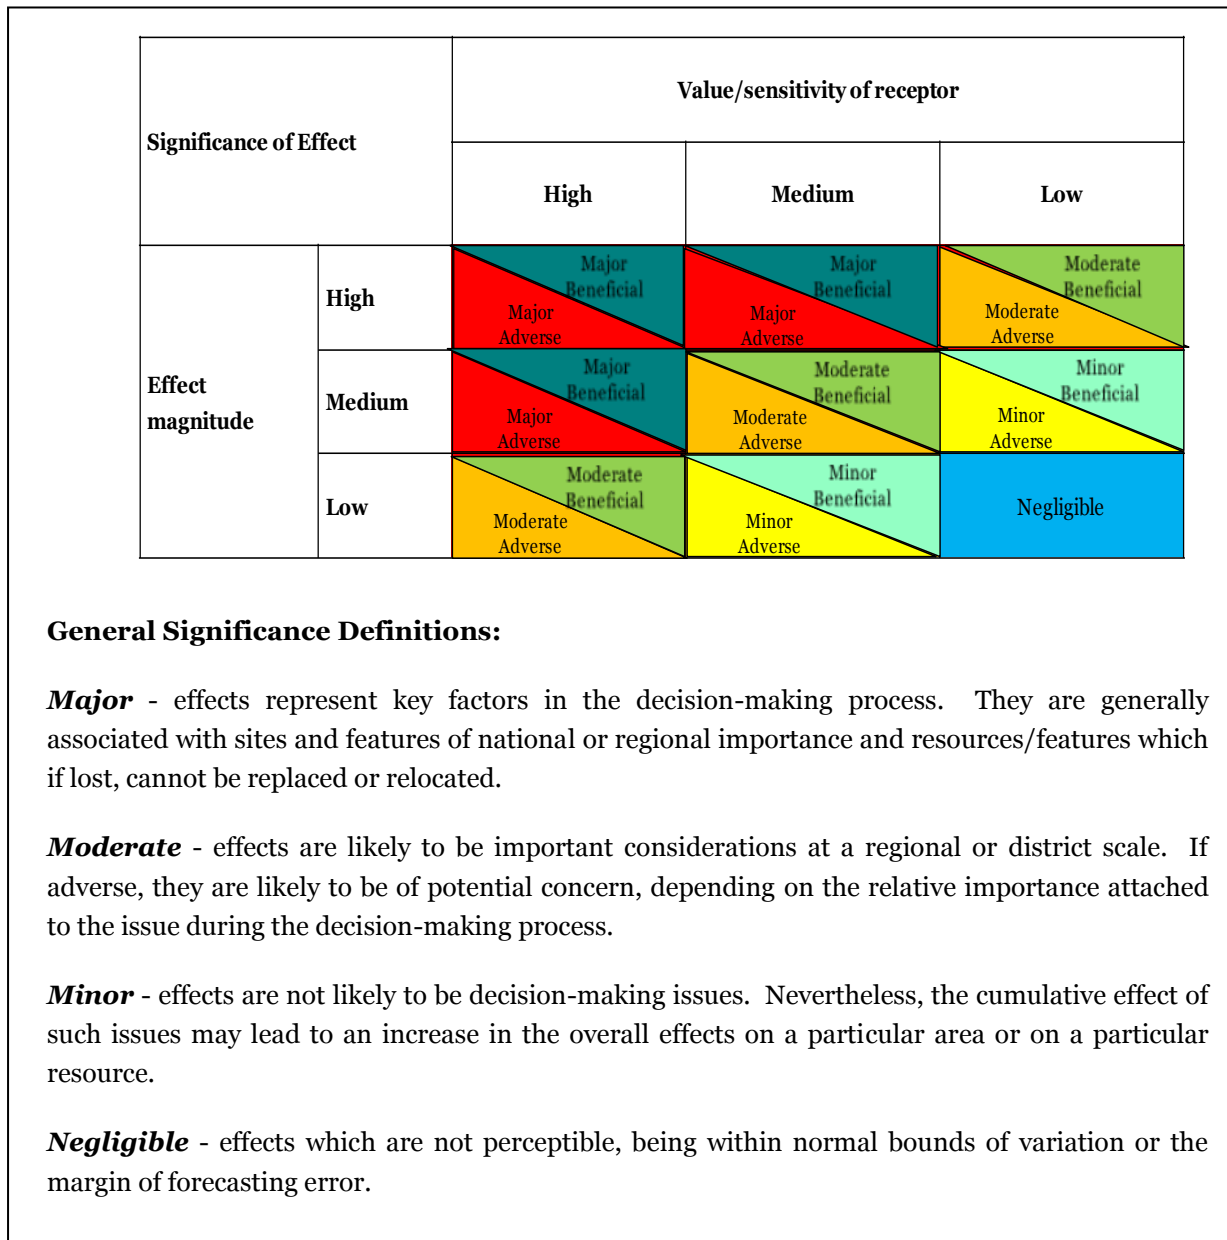 Value/sensitivity of receptor
Significance of Effect
High
Medium
Low
Effect
magnitude
High
Major
Beneficial
Major
Adverse
Major
Beneficial
Major
Adverse
Moderate
Beneficial
Moderate
Adverse
Medium
Major
Beneficial
Major
Adverse
Moderate
Beneficial
Moderate
Adverse
Minor
Beneficial
Minor
Adverse
Low
Moderate
Beneficial
Moderate
Adverse
Minor
Beneficial
Minor
Adverse
Negligible
General Significance Definitions:
Major - effects represent key factors in the decision-making process. They are generally
associated with sites and features of national or regional importance and resources/features which
if lost, cannot be replaced or relocated.
Moderate - effects are likely to be important considerations at a regional or district scale. If
adverse, they are likely to be of potential concern, depending on the relative importance attached
to the issue during the decision-making process.
Minor - effects are not likely to be decision-making issues. Nevertheless, the cumulative effect of
such issues may lead to an increase in the overall effects on a particular area or on a particular
resource.
Negligible - effects which are not perceptible, being within normal bounds of variation or the
margin of forecasting error.